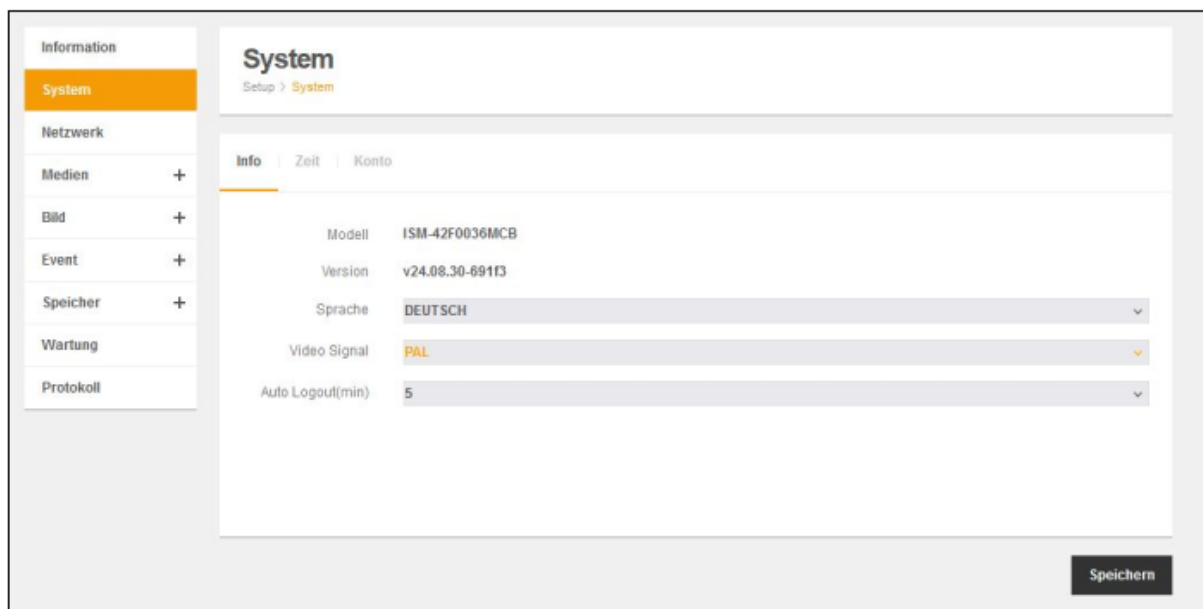 Information
System
Netzwerk
Medien +
Bild +
Event +
Speicher +
Wartung
Protokoll
System
Setup > System
Info | Zeit | Konto
Modell ISM-42F0036MCB
Version v24.08.30-691f3
Sprache DEUTSCH
Video Signal PAL
Auto Logout(min) 5
Speichern